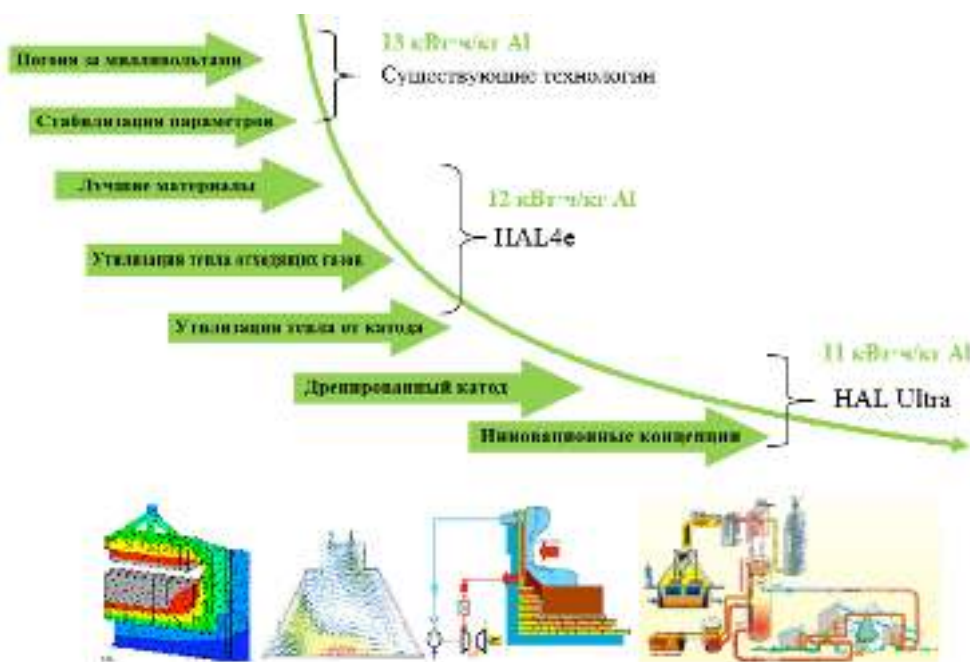 13 кВт·ч/кг Al
Погоня за милливольтами
Существующие технологии
Стабилизация параметров
Лучшие материалы
12 кВт·ч/кг Al
HAL4e
Утилизация тепла отходящих газов
Утилизация тепла от катода
11 кВт·ч/кг Al
Дренированный катод
HAL Ultra
Инновационные концепции